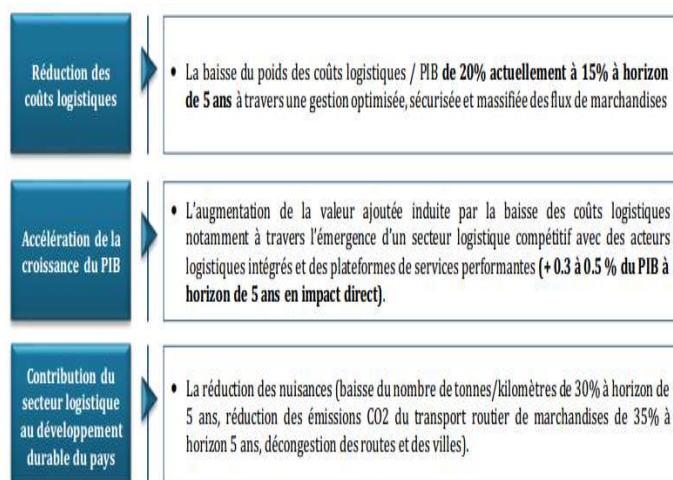 Réduction des
coûts logistiques
• La baisse du poids des coûts logistiques / PIB de 20% actuellement à 15% à horizon
de 5 ans à travers une gestion optimisée, sécurisée et massifiée des flux de marchandises
Accélération de la
croissance du PIB
• L'augmentation de la valeur ajoutée induite par la baisse des coûts logistiques
notamment à travers l'émergence d'un secteur logistique compétitif avec des acteurs
logistiques intégrés et des plateformes de services performantes (+ 0.3 à 0.5 % du PIB à
horizon de 5 ans en impact direct).
Contribution du
secteur logistique
au développement
durable du pays
• La réduction des nuisances (baisse du nombre de tonnes/kilomètres de 30% à horizon de
5 ans, réduction des émissions CO2 du transport routier de marchandises de 35% à
horizon 5 ans, décongestion des routes et des villes).